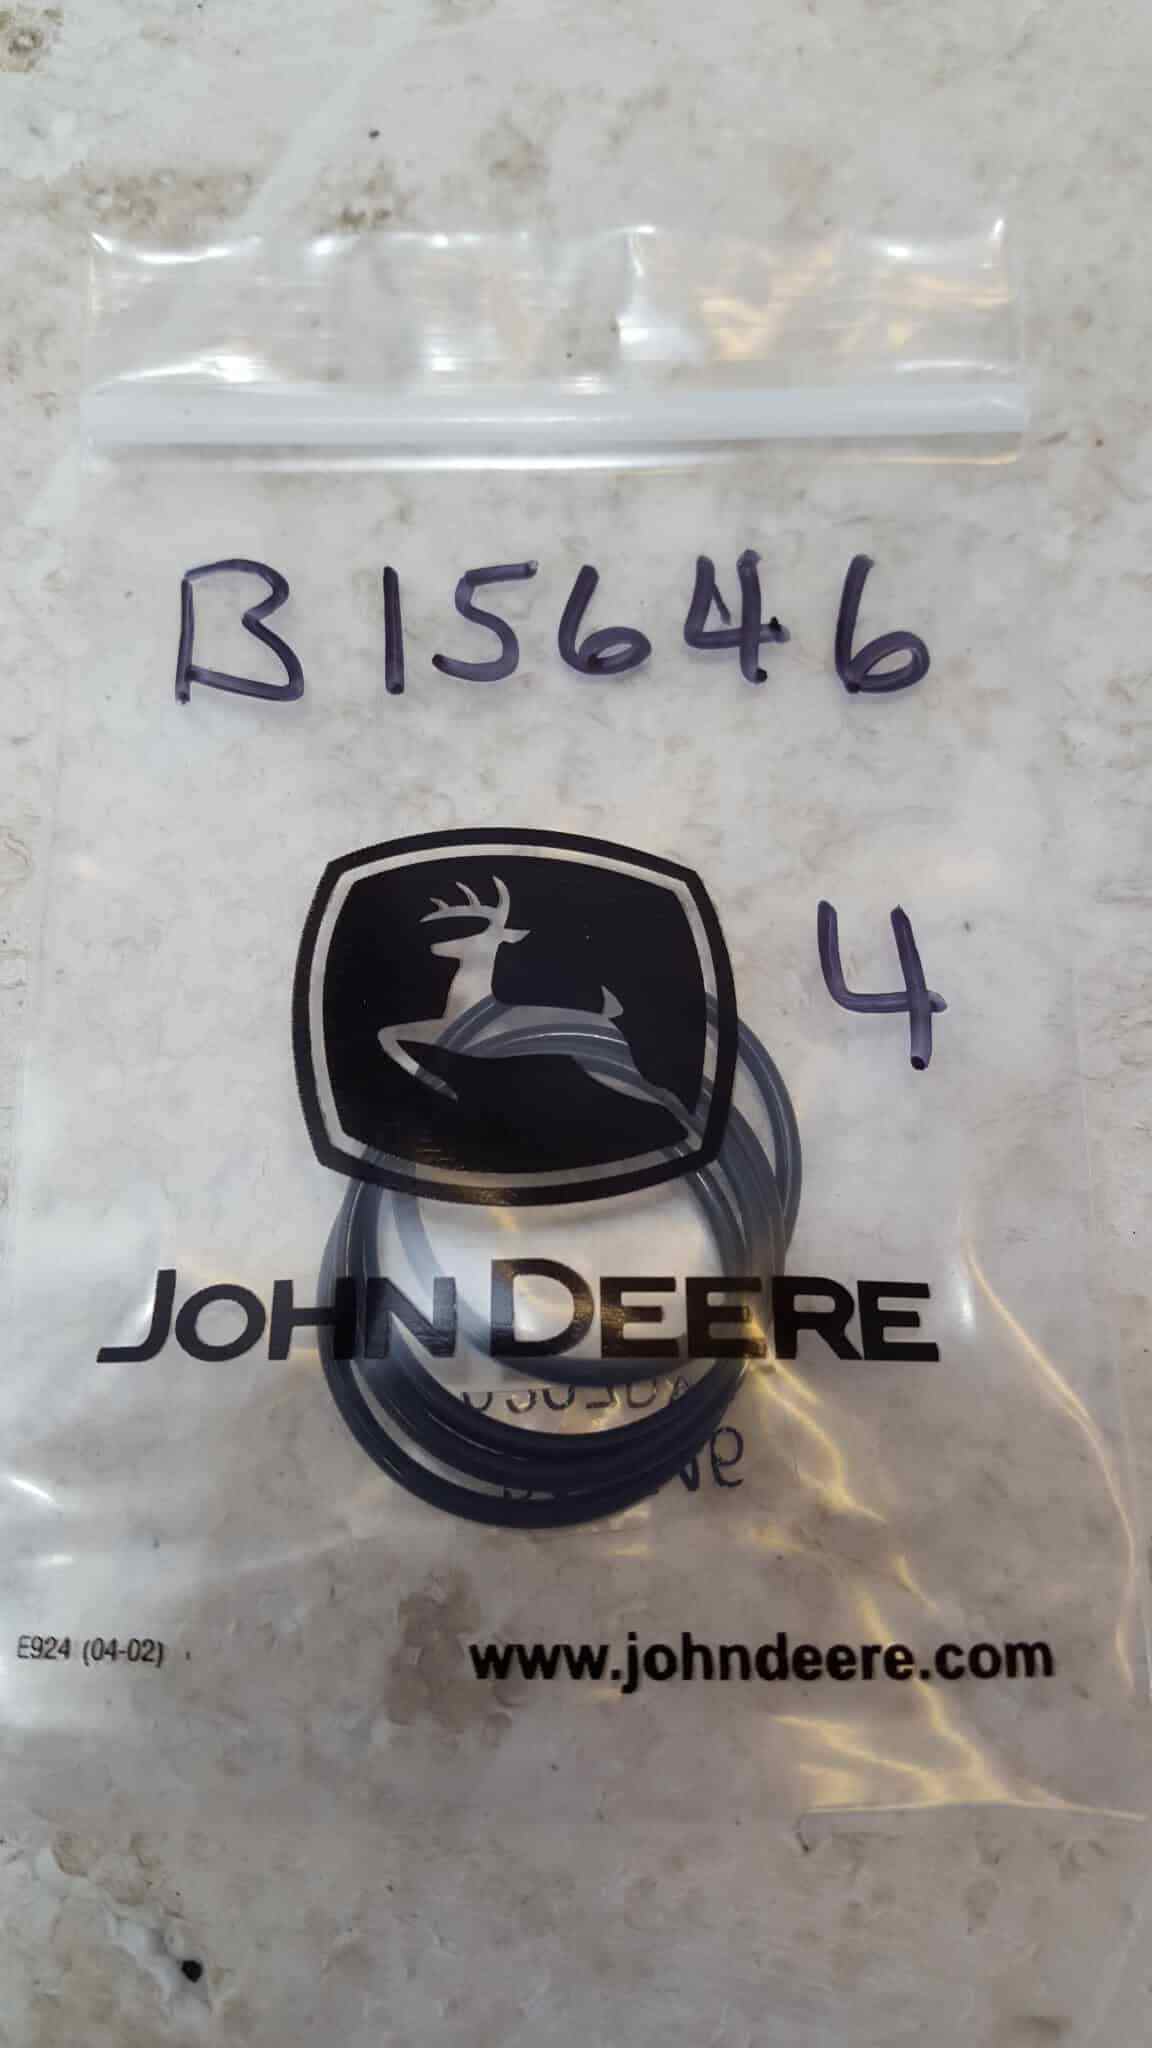 B15646
4
JOHN DEERE
E924 (04-02)
www.johndeere.com